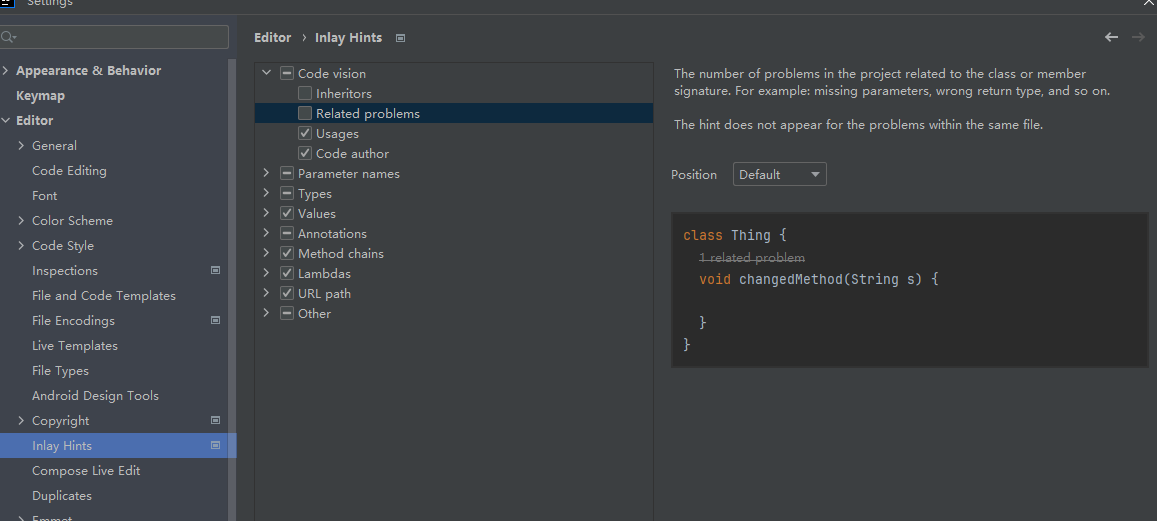 Settings
Appearance & Behavior
Keymap
Editor
General
Code Editing
Font
Color Scheme
Code Style
Inspections
File and Code Templates
File Encodings
Live Templates
File Types
Android Design Tools
Copyright
Inlay Hints
Compose Live Edit
Duplicates
Emmet
Editor › Inlay Hints
Code vision
Inheritors
Related problems
Usages
Code author
Parameter names
Types
Values
Annotations
Method chains
Lambdas
URL path
Other
The number of problems in the project related to the class or member
signature. For example: missing parameters, wrong return type, and so on.
The hint does not appear for the problems within the same file.
Position Default
class Thing {
1 related problem
void changedMethod(String s) {
}
}